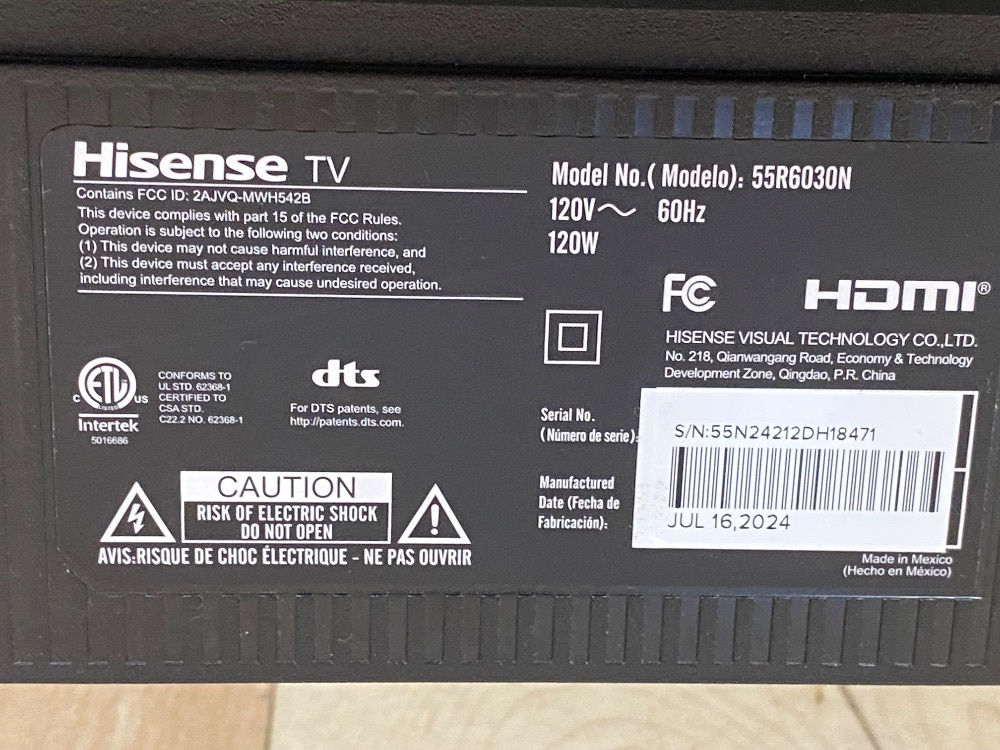 Hisense TV
Contains FCC ID: 2AJVQ-MWH542B
This device complies with part 15 of the FCC Rules.
Operation is subject to the following two conditions:
(1) This device may not cause harmful interference, and
(2) This device must accept any interference received,
including interference that may cause undesired operation.
Model No.( Modelo): 55R6030N
120V～ 60Hz
120W
FC HDMI®
HISENSE VISUAL TECHNOLOGY CO.,LTD.
No. 218, Qianwangang Road, Economy & Technology
Development Zone, Qingdao, P.R. China
C ETL US
LISTED
Intertek
5016686
CONFORMS TO
UL STD. 62368-1
CERTIFIED TO
CSA STD.
C22.2 NO. 62368-1
dts
For DTS patents, see
http://patents.dts.com.
Serial No.
(Número de serie):
S/N:55N24212DH18471
Manufactured
Date (Fecha de
Fabricación):
JUL 16,2024
CAUTION
RISK OF ELECTRIC SHOCK
DO NOT OPEN
AVIS:RISQUE DE CHOC ÉLECTRIQUE - NE PAS OUVRIR
Made in Mexico
(Hecho en México)